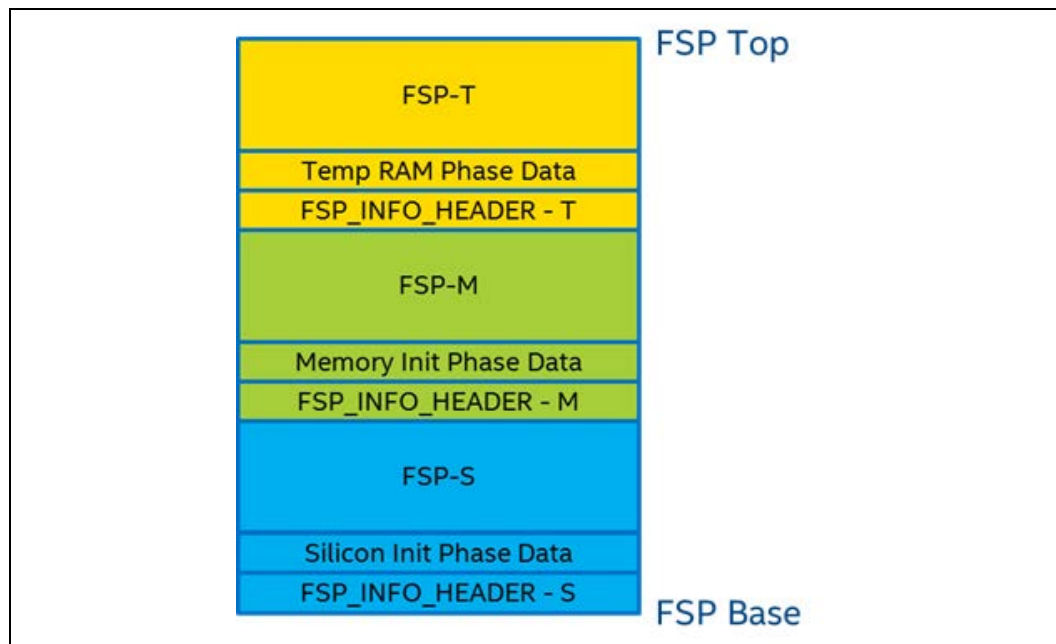 FSP Top
FSP-T
Temp RAM Phase Data
FSP_INFO_HEADER - T
FSP-M
Memory Init Phase Data
FSP_INFO_HEADER - M
FSP-S
Silicon Init Phase Data
FSP_INFO_HEADER - S
FSP Base